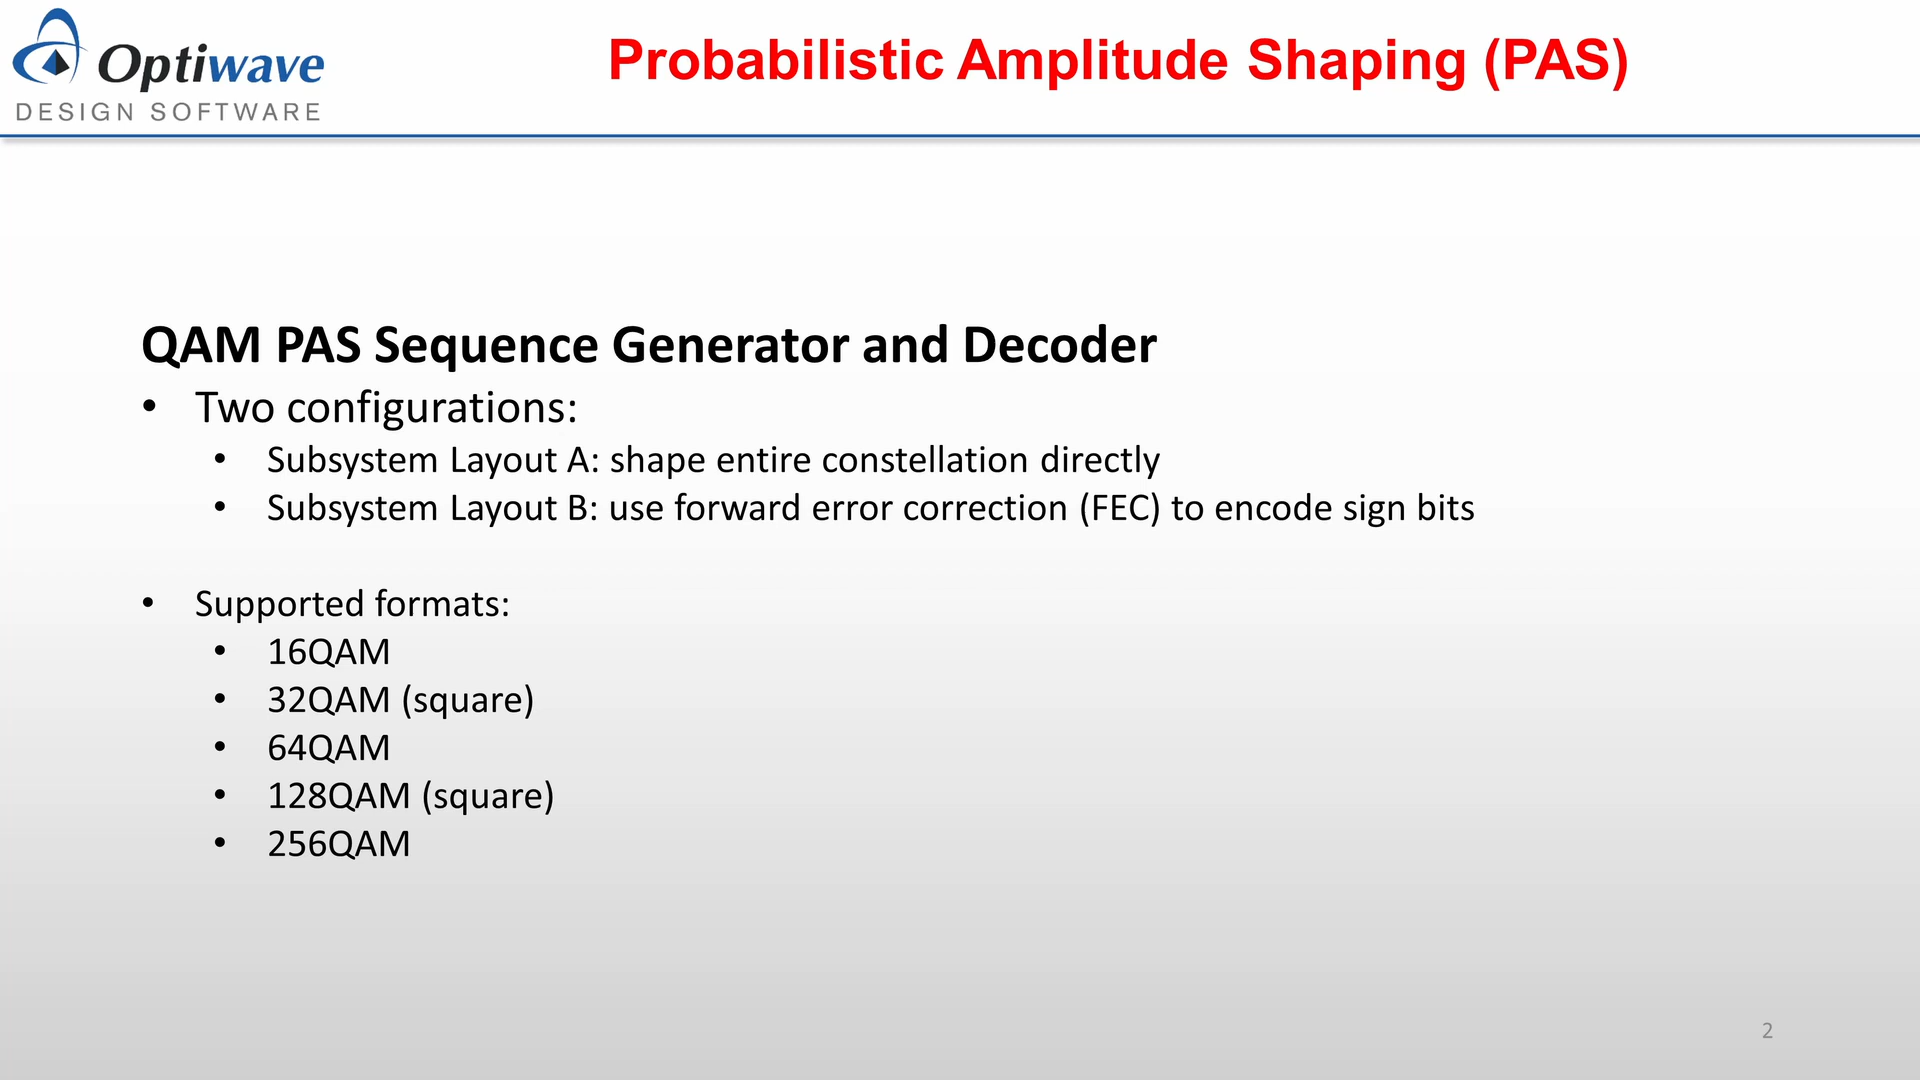 Optiwave
DESIGN SOFTWARE
Probabilistic Amplitude Shaping (PAS)
QAM PAS Sequence Generator and Decoder
• Two configurations:
• Subsystem Layout A: shape entire constellation directly
• Subsystem Layout B: use forward error correction (FEC) to encode sign bits
• Supported formats:
• 16QAM
• 32QAM (square)
• 64QAM
• 128QAM (square)
• 256QAM
2